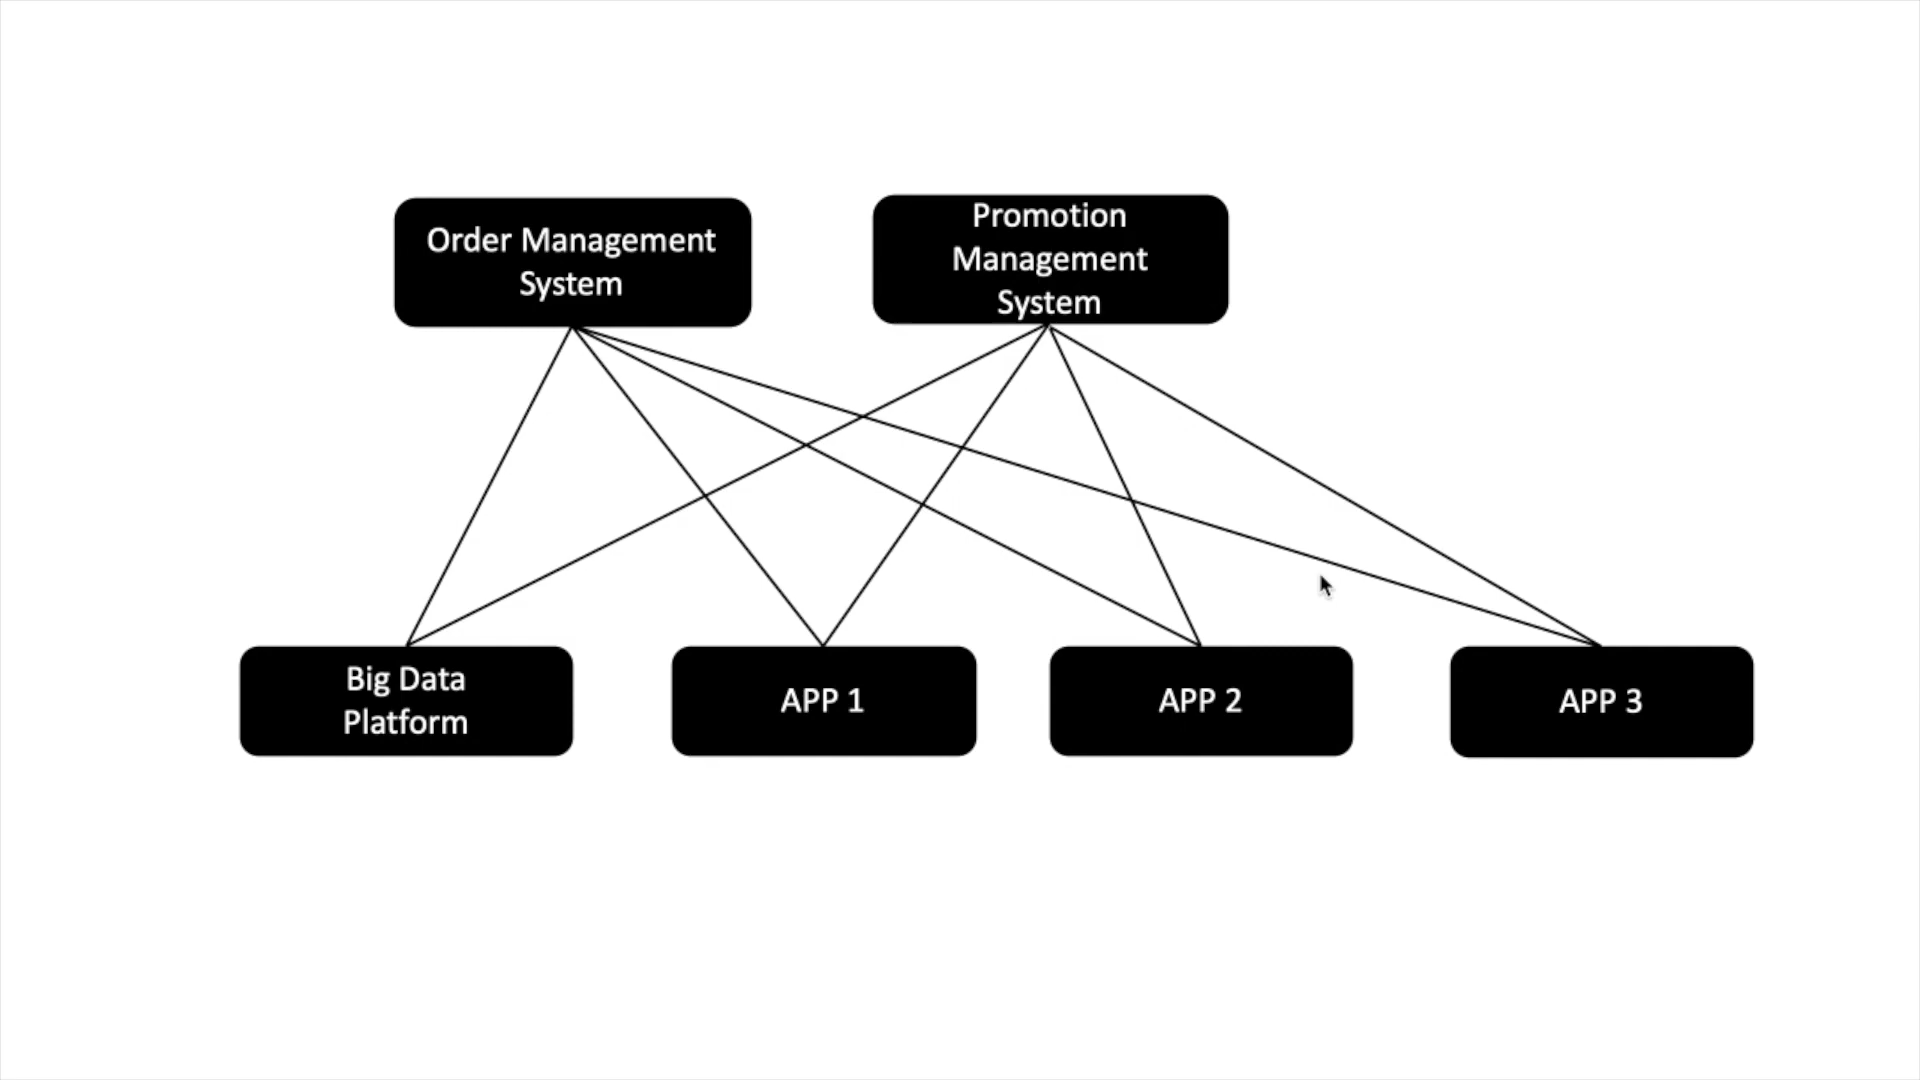 Order Management
System
Promotion
Management
System
Big Data
Platform
APP 1
APP 2
APP 3